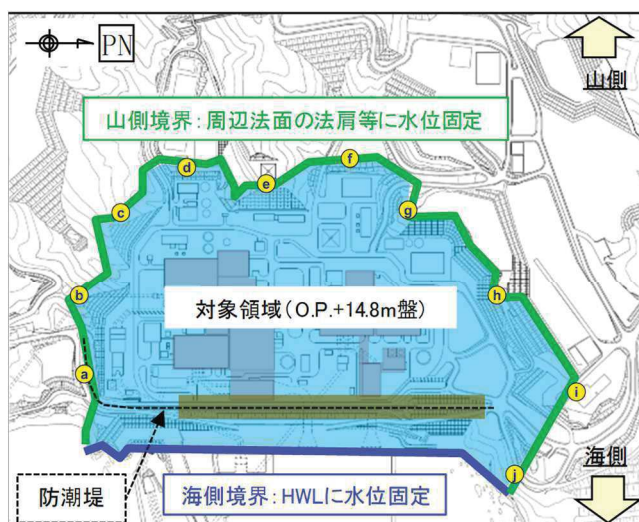 PN
山側
山側境界:周辺法面の法肩等に水位固定
f
d
e
c
g
b
h
対象領域(O.P.+14.8m盤)
a
i
海側
防潮堤
海側境界:HWLに水位固定
j